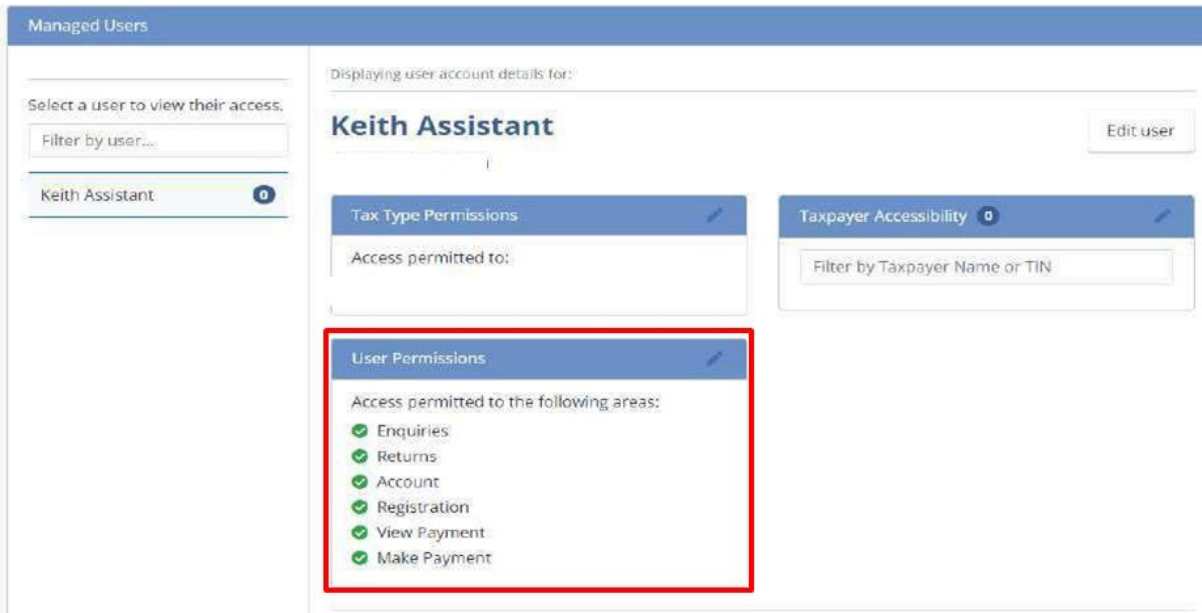 Managed Users
Select a user to view their access.
Filter by user...
Keith Assistant 0
Displaying user account details for:
Keith Assistant
Edit user
Tax Type Permissions
Access permitted to:
Taxpayer Accessibility 0
Filter by Taxpayer Name or TIN
User Permissions
Access permitted to the following areas:
Enquiries
Returns
Account
Registration
View Payment
Make Payment